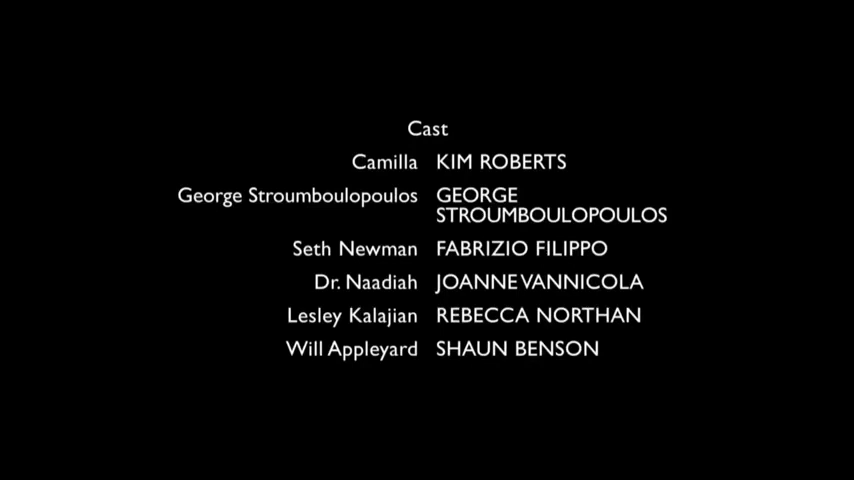 Cast
Camilla KIM ROBERTS
George Stroumboulopoulos GEORGE
STROUMBOULOPOULOS
Seth Newman FABRIZIO FILIPPO
Dr. Naadiah JOANNE VANNICOLA
Lesley Kalajian REBECCA NORTHAN
Will Appleyard SHAUN BENSON